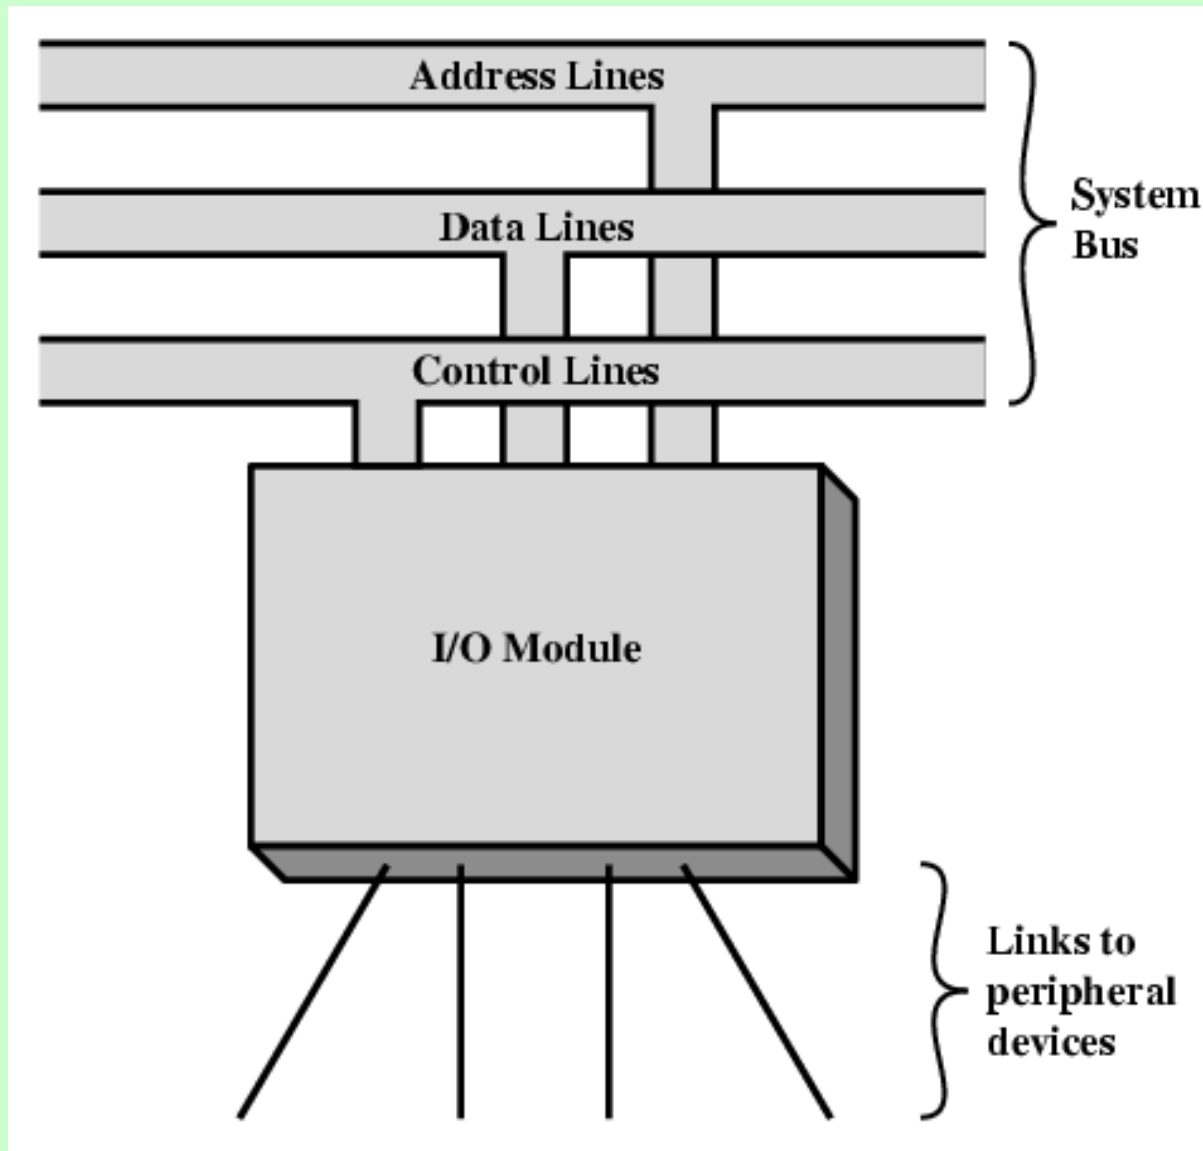 Address Lines
Data Lines
Control Lines
System
Bus
I/O Module
Links to
peripheral
devices